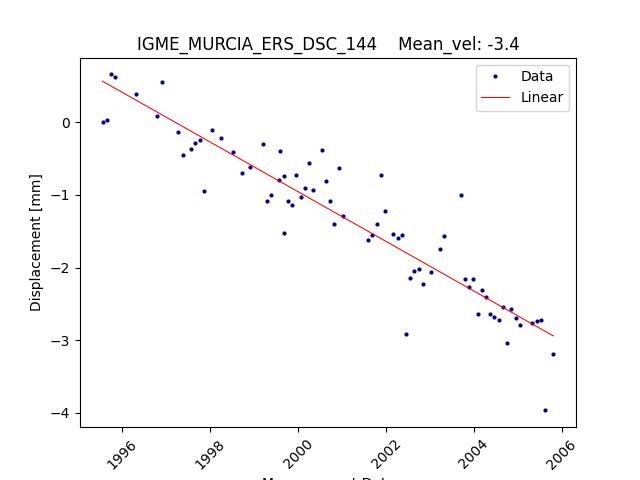 IGME_MURCIA_ERS_DSC_144 Mean_vel: -3.4
Data
Linear
Displacement [mm]
0
−1
−2
−3
−4
1996
1998
2000
2002
2004
2006